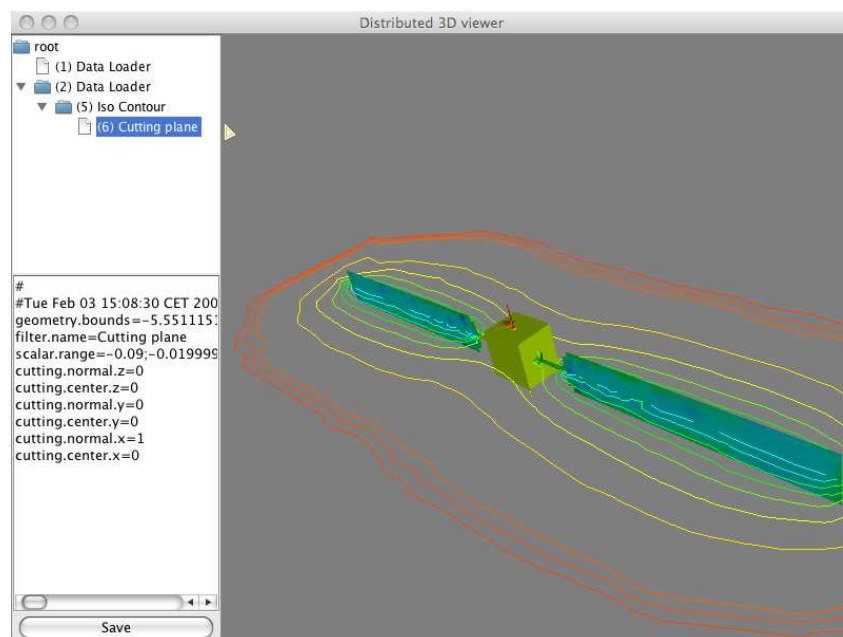 Distributed 3D viewer
root
(1) Data Loader
(2) Data Loader
(5) Iso Contour
(6) Cutting plane
#
#Tue Feb 03 15:08:30 CET 200
geometry.bounds=-5.5511151
filter.name=Cutting plane
scalar.range=-0.09;-0.019999
cutting.normal.z=0
cutting.center.z=0
cutting.normal.y=0
cutting.center.y=0
cutting.normal.x=1
cutting.center.x=0
Save